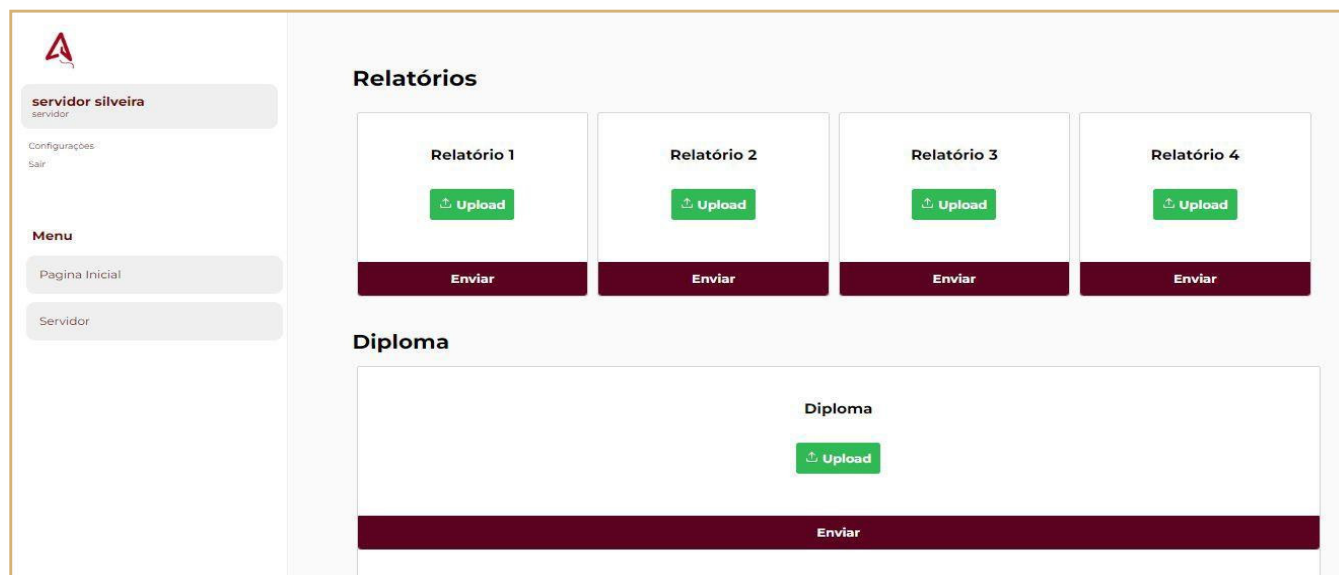 servidor silveira
servidor
Configurações
Sair
Menu
Pagina Inicial
Servidor
Relatórios
Relatório 1
Upload
Enviar
Relatório 2
Upload
Enviar
Relatório 3
Upload
Enviar
Relatório 4
Upload
Enviar
Diploma
Diploma
Upload
Enviar